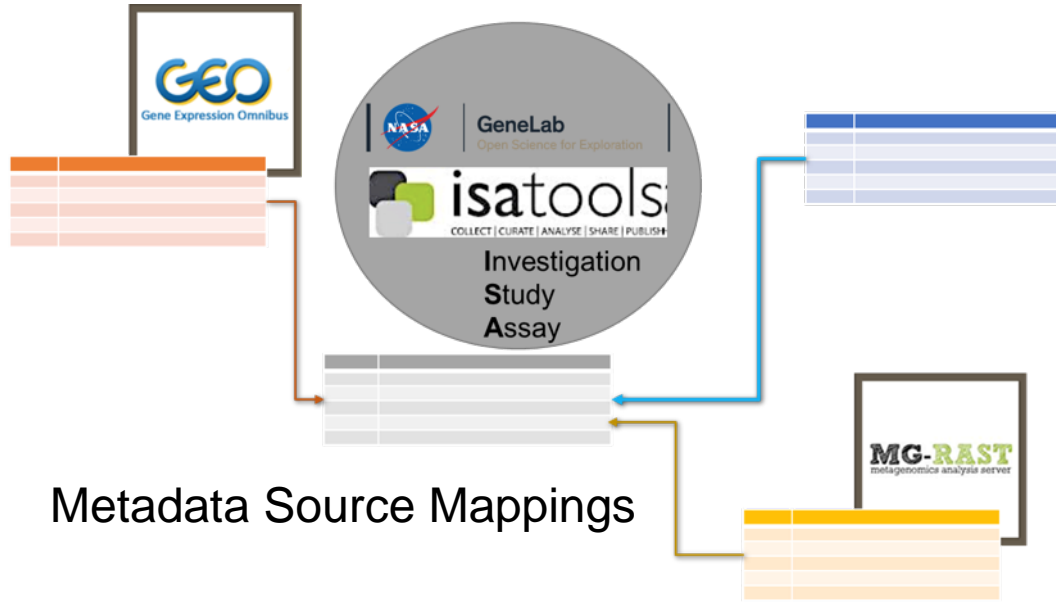 GEO
Gene Expression Omnibus
NASA
GeneLab
Open Science for Exploration
isatools
COLLECT | CURATE | ANALYSE | SHARE | PUBLISH
Investigation
Study
Assay
MG-RAST
metagenomics analysis server
Metadata Source Mappings